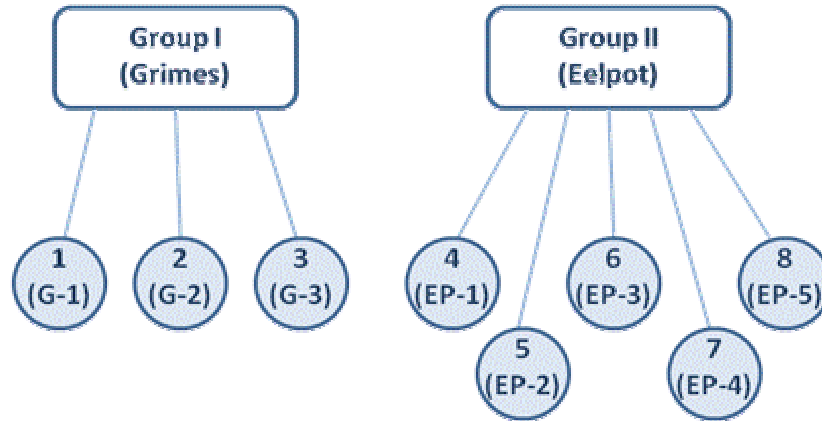 Group I
(Grimes)
Group II
(Eelpot)
1
(G-1)
2
(G-2)
3
(G-3)
4
(EP-1)
5
(EP-2)
6
(EP-3)
7
(EP-4)
8
(EP-5)